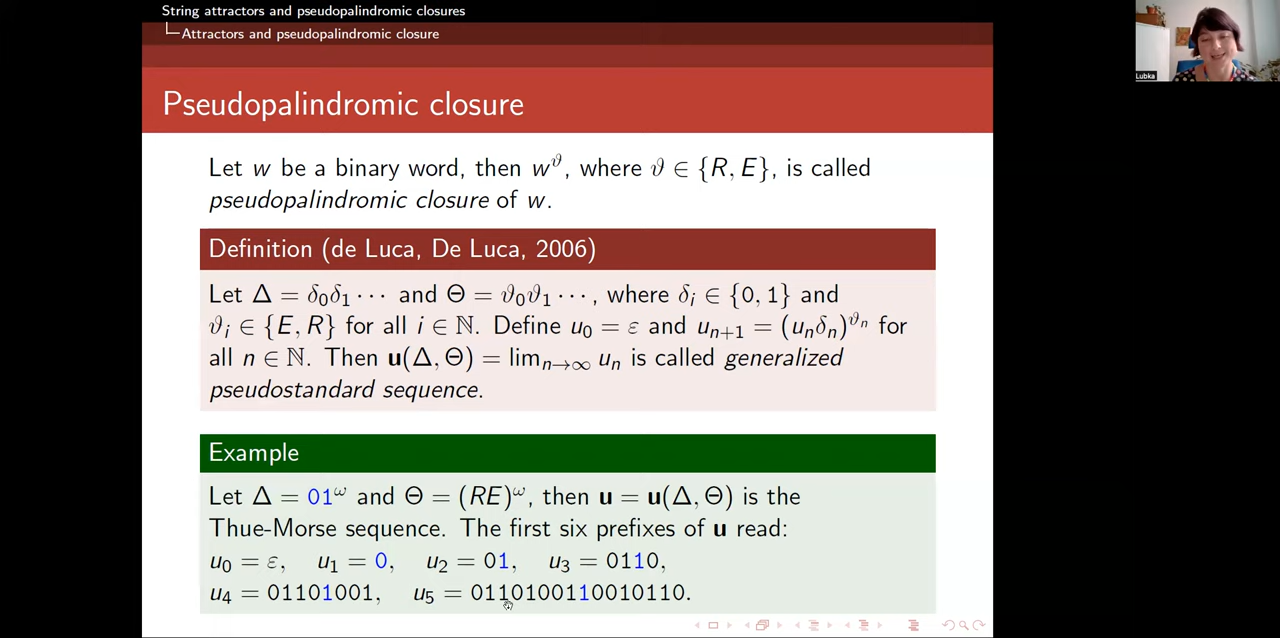 String attractors and pseudopalindromic closures
Attractors and pseudopalindromic closure
Lubka
Pseudopalindromic closure
Let w be a binary word, then w^ϑ, where ϑ ∈ {R, E}, is called
pseudopalindromic closure of w.
Definition (de Luca, De Luca, 2006)
Let Δ = δ₀δ₁ ⋯ and Θ = ϑ₀ϑ₁ ⋯, where δᵢ ∈ {0, 1} and
ϑᵢ ∈ {E, R} for all i ∈ ℕ. Define u₀ = ε and uₙ₊₁ = (uₙδₙ)^ϑₙ for
all n ∈ ℕ. Then u(Δ, Θ) = limₙ→∞ uₙ is called generalized
pseudostandard sequence.
Example
Let Δ = 01^ω and Θ = (RE)^ω, then u = u(Δ, Θ) is the
Thue-Morse sequence. The first six prefixes of u read:
u₀ = ε, u₁ = 0, u₂ = 01, u₃ = 0110,
u₄ = 01101001, u₅ = 0110100110010110.